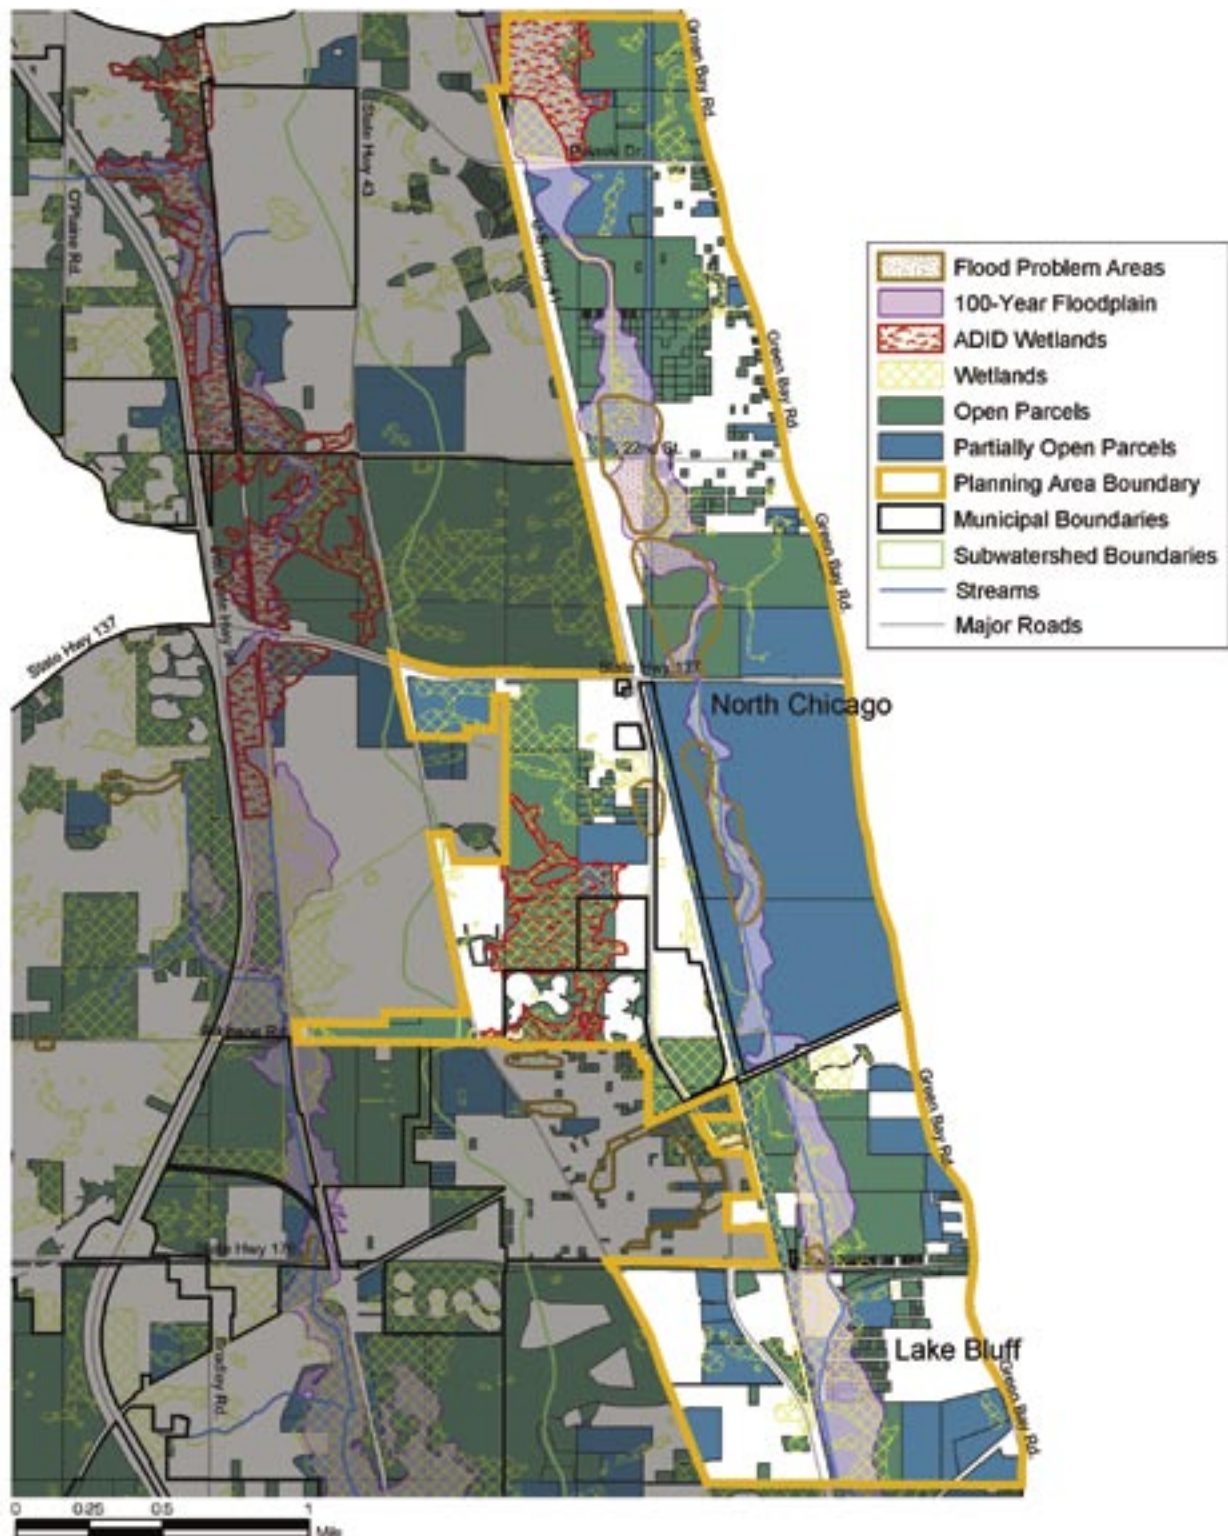 Green Bay Rd.
State Hwy 43
O'Plaine Rd.
U.S. Hwy 41
Green Bay Rd.
22nd St.
Green Bay Rd.
State Hwy 137
State Hwy 137
North Chicago
Green Bay Rd.
Bradley Rd.
Lake Bluff
Green Bay Rd.
Flood Problem Areas
100-Year Floodplain
ADID Wetlands
Wetlands
Open Parcels
Partially Open Parcels
Planning Area Boundary
Municipal Boundaries
Subwatershed Boundaries
Streams
Major Roads
0 0.25 0.5 1
Mile